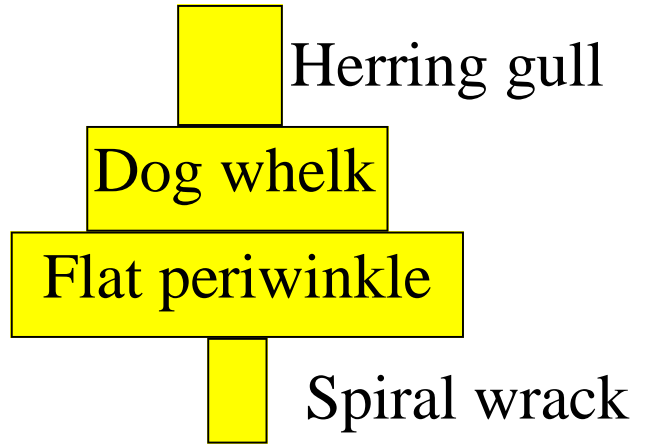 Herring gull
Dog whelk
Flat periwinkle
Spiral wrack